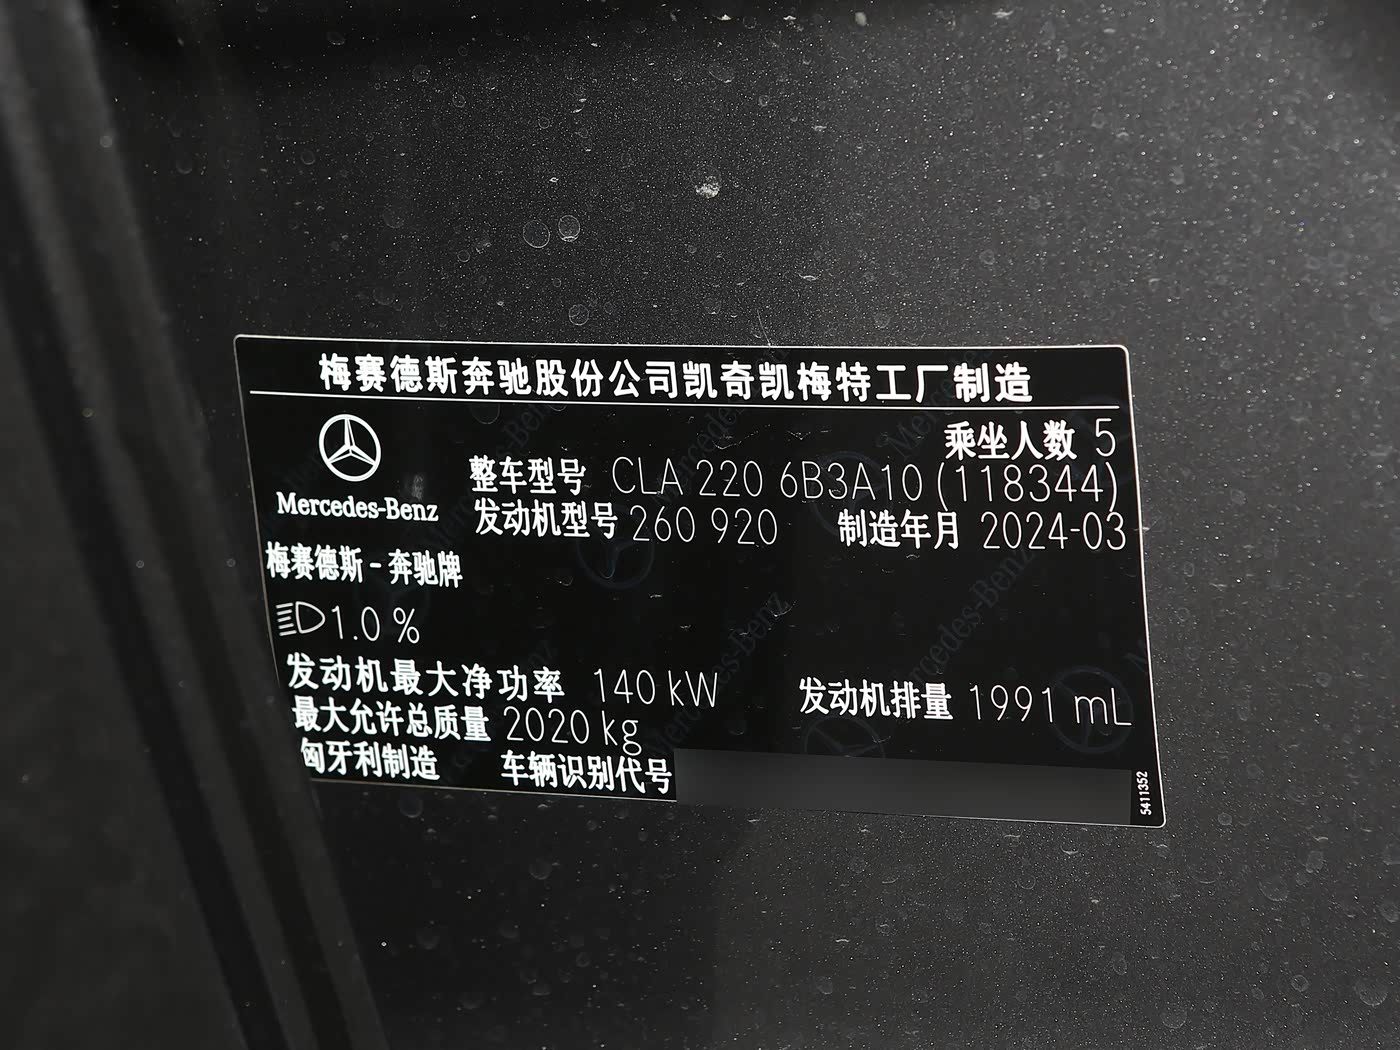 梅赛德斯奔驰股份公司凯奇凯梅特工厂制造
乘坐人数 5
Mercedes-Benz
整车型号 CLA 220 6B3A10 (118344)
发动机型号 260 920 制造年月 2024-03
梅赛德斯-奔驰牌
1.0 %
发动机最大净功率 140 kW 发动机排量 1991 mL
最大允许总质量 2020 kg
匈牙利制造 车辆识别代号
5411352